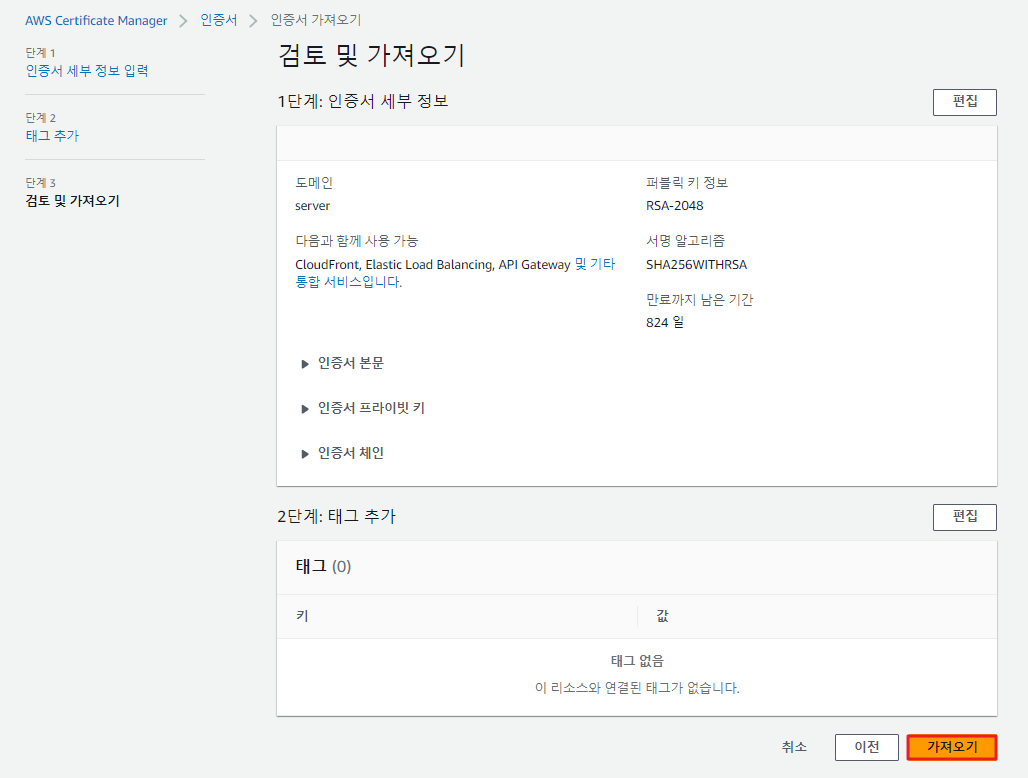 AWS Certificate Manager > 인증서 > 인증서 가져오기
단계 1
인증서 세부 정보 입력
단계 2
태그 추가
단계 3
검토 및 가져오기
검토 및 가져오기
1단계: 인증서 세부 정보
편집
도메인
server
퍼블릭 키 정보
RSA-2048
다음과 함께 사용 가능
CloudFront, Elastic Load Balancing, API Gateway 및 기타
통합 서비스입니다.
서명 알고리즘
SHA256WITHRSA
만료까지 남은 기간
824 일
인증서 본문
인증서 프라이빗 키
인증서 체인
2단계: 태그 추가
편집
태그 (0)
키
값
태그 없음
이 리소스와 연결된 태그가 없습니다.
취소
이전
가져오기